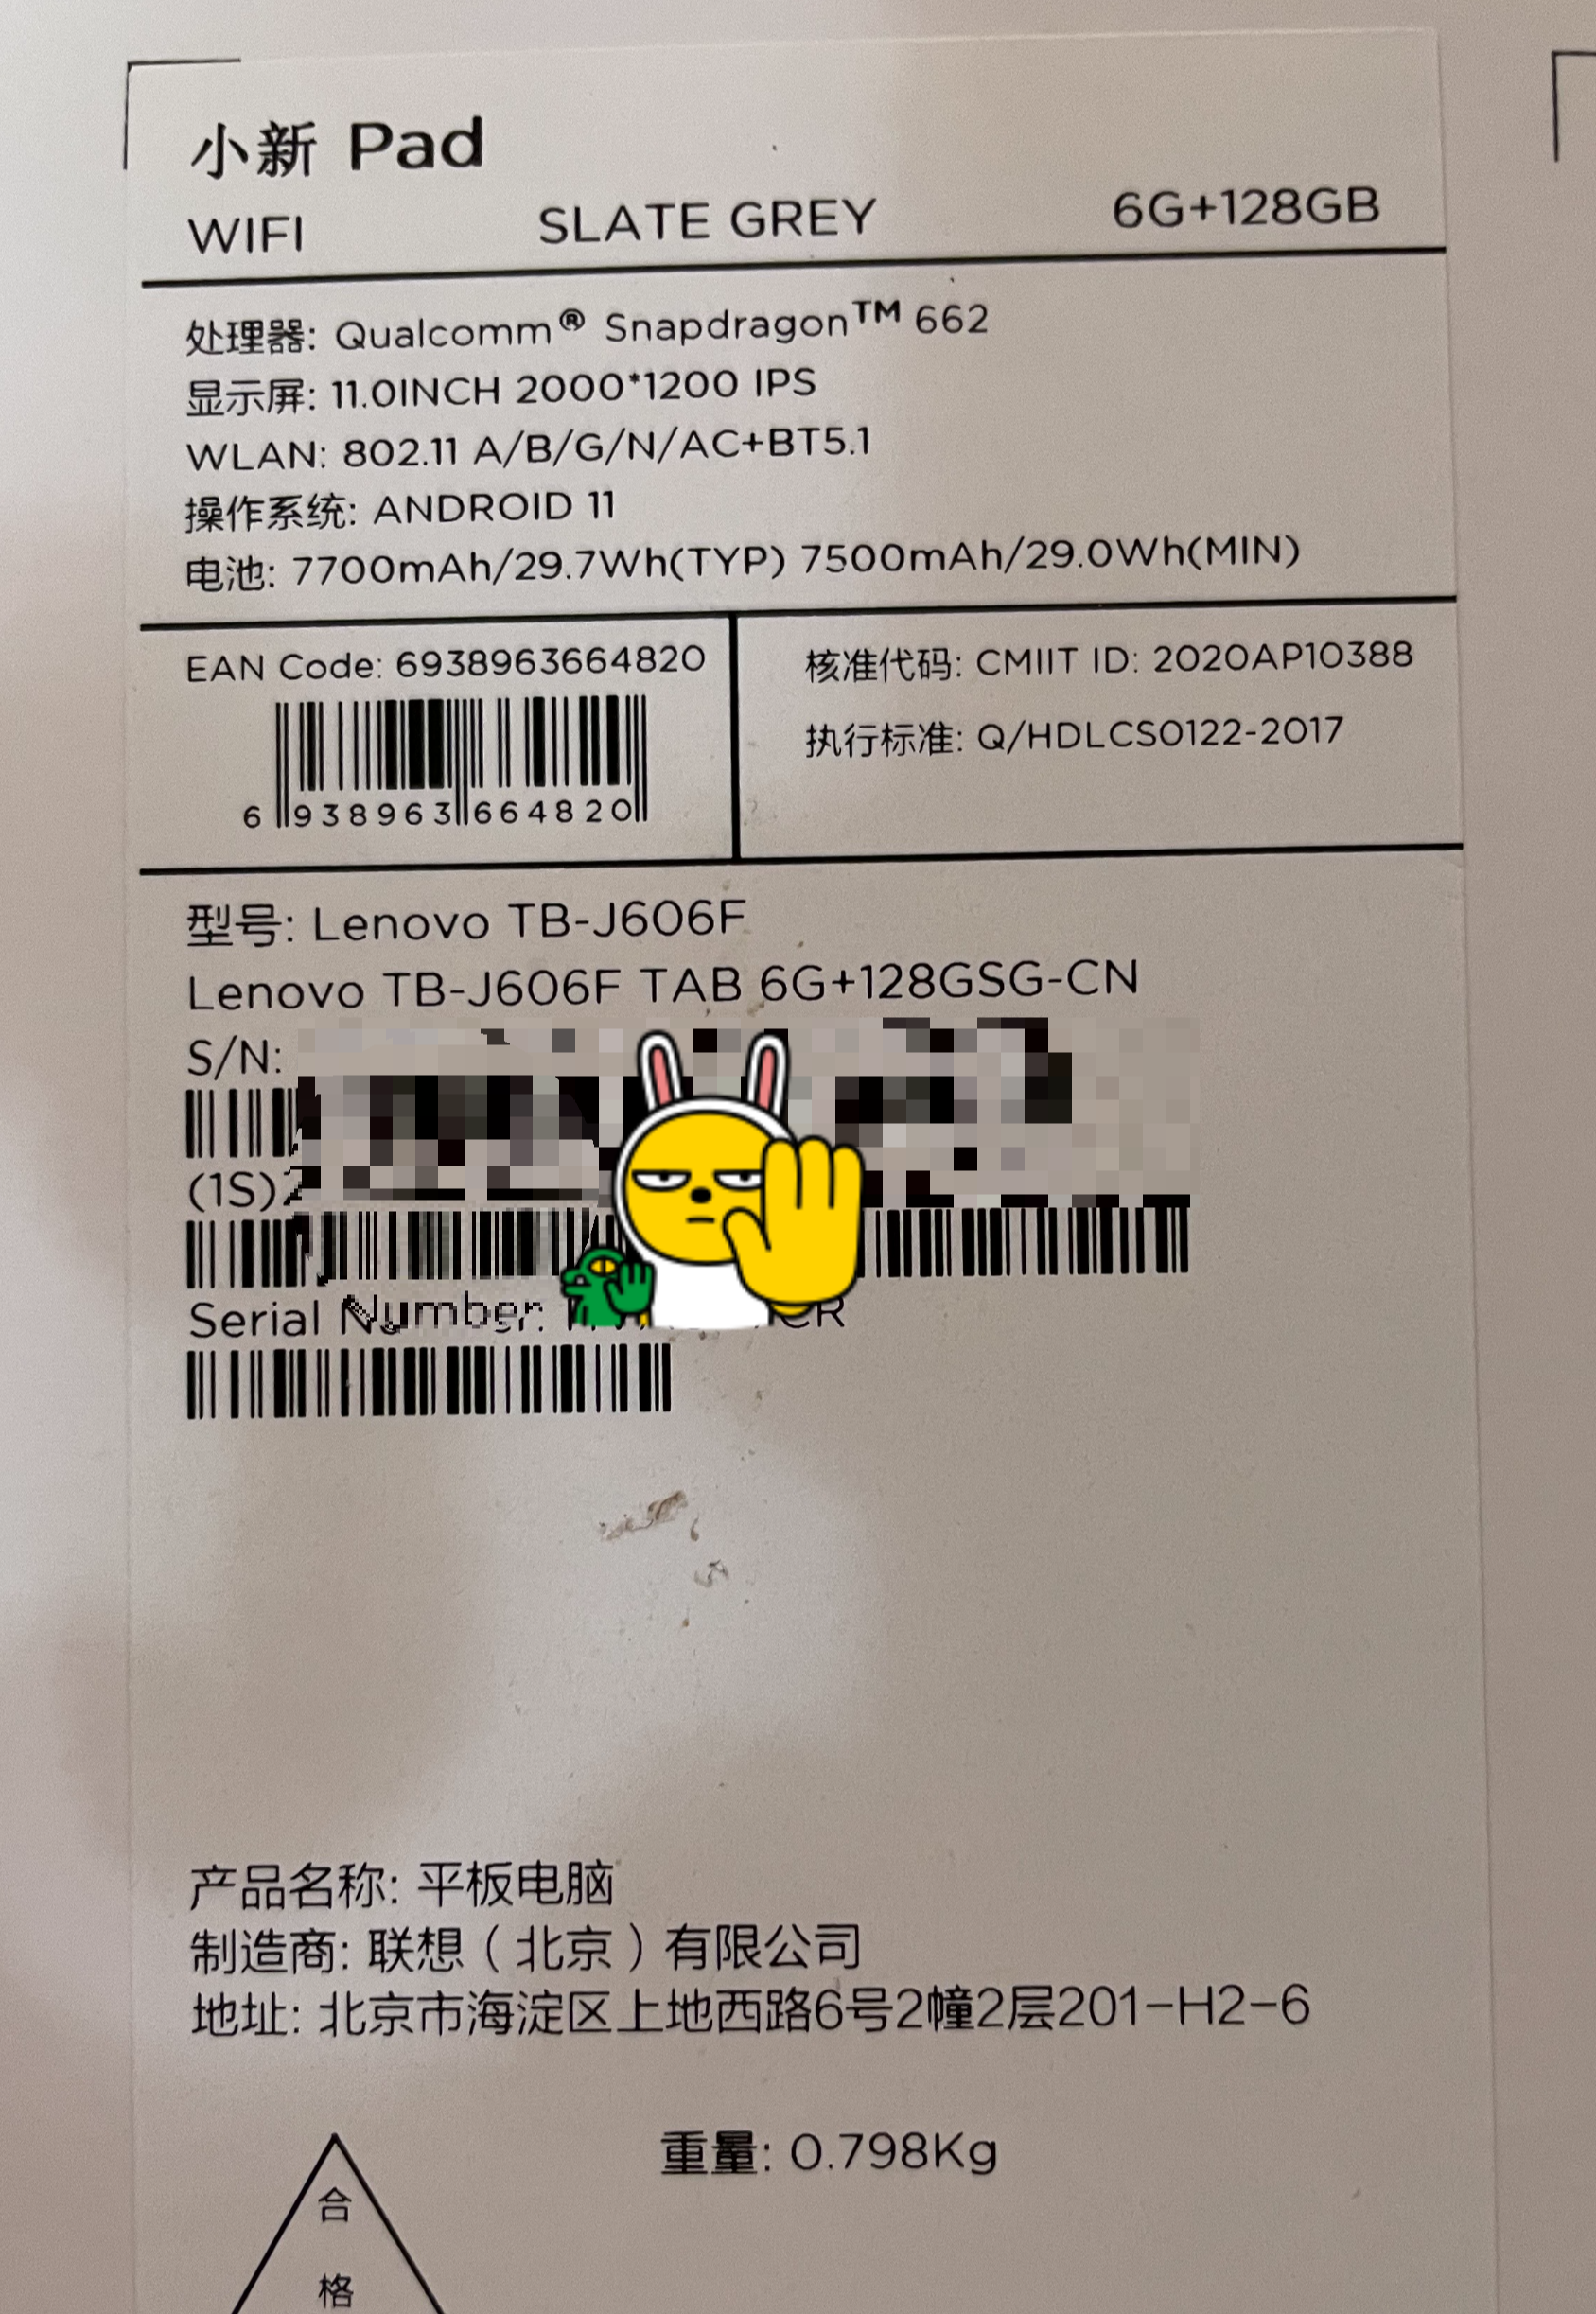 小新 Pad
WIFI SLATE GREY 6G+128GB
处理器: Qualcomm® Snapdragon™ 662
显示屏: 11.0INCH 2000*1200 IPS
WLAN: 802.11 A/B/G/N/AC+BT5.1
操作系统: ANDROID 11
电池: 7700mAh/29.7Wh(TYP) 7500mAh/29.0Wh(MIN)
EAN Code: 6938963664820
6 938963 664820
核准代码: CMIIT ID: 2020AP10388
执行标准: Q/HDLCS0122-2017
型号: Lenovo TB-J606F
Lenovo TB-J606F TAB 6G+128GSG-CN
S/N:
(1S)
Serial Number:
产品名称: 平板电脑
制造商: 联想（北京）有限公司
地址: 北京市海淀区上地西路6号2幢2层201-H2-6
重量: 0.798Kg
合
格